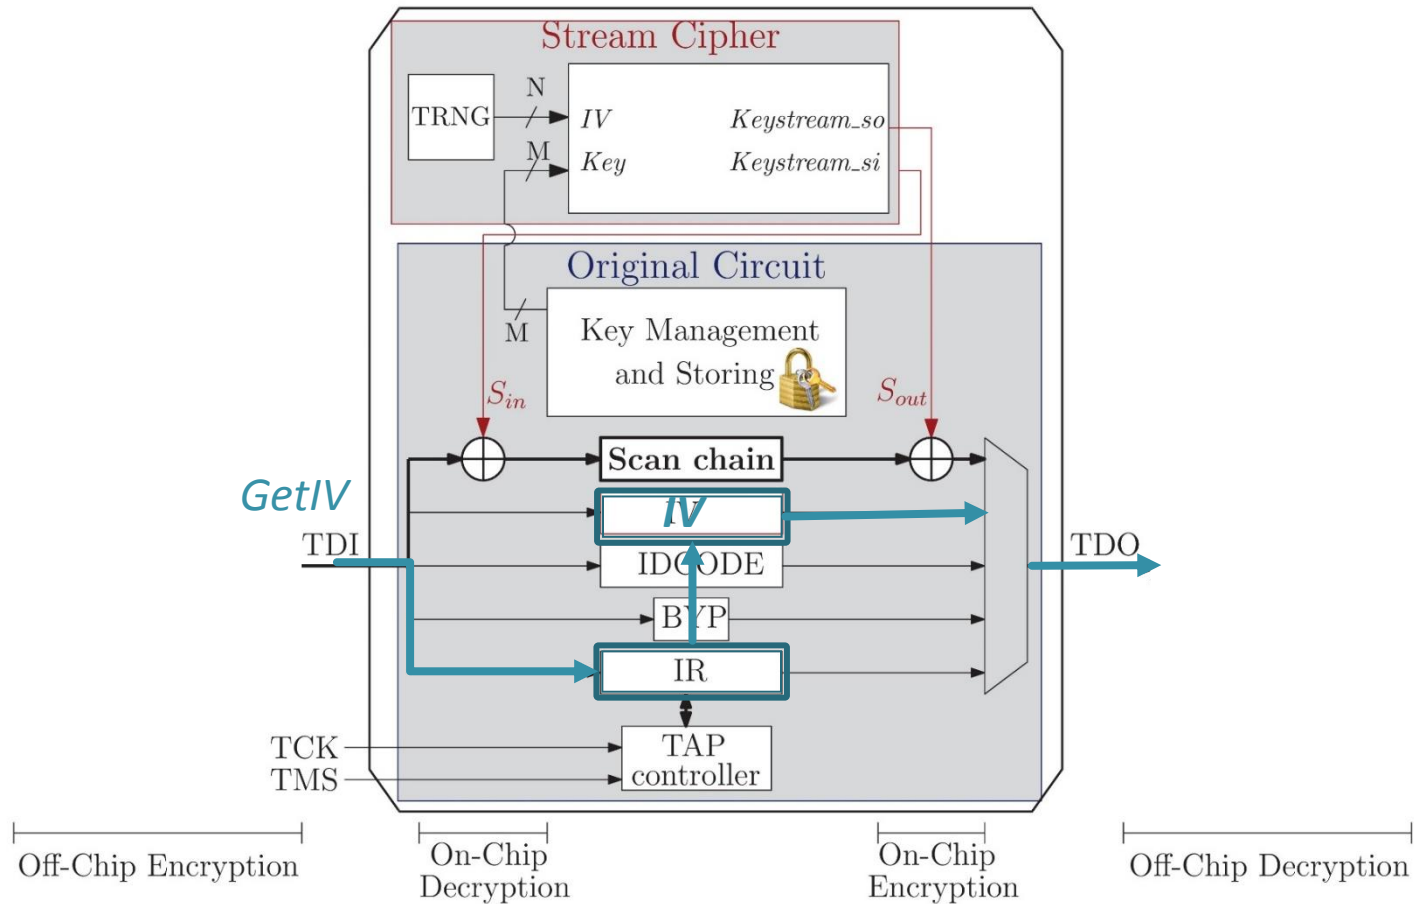 Stream Cipher
N
TRNG
IV
Keystream_so
M
Key
Keystream_si
Original Circuit
M
Key Management
and Storing
Sin
Sout
Scan chain
GetIV
IV
TDI
IDCODE
TDO
BYP
IR
TCK
TAP
TMS
controller
Off-Chip Encryption
On-Chip
Decryption
On-Chip
Encryption
Off-Chip Decryption